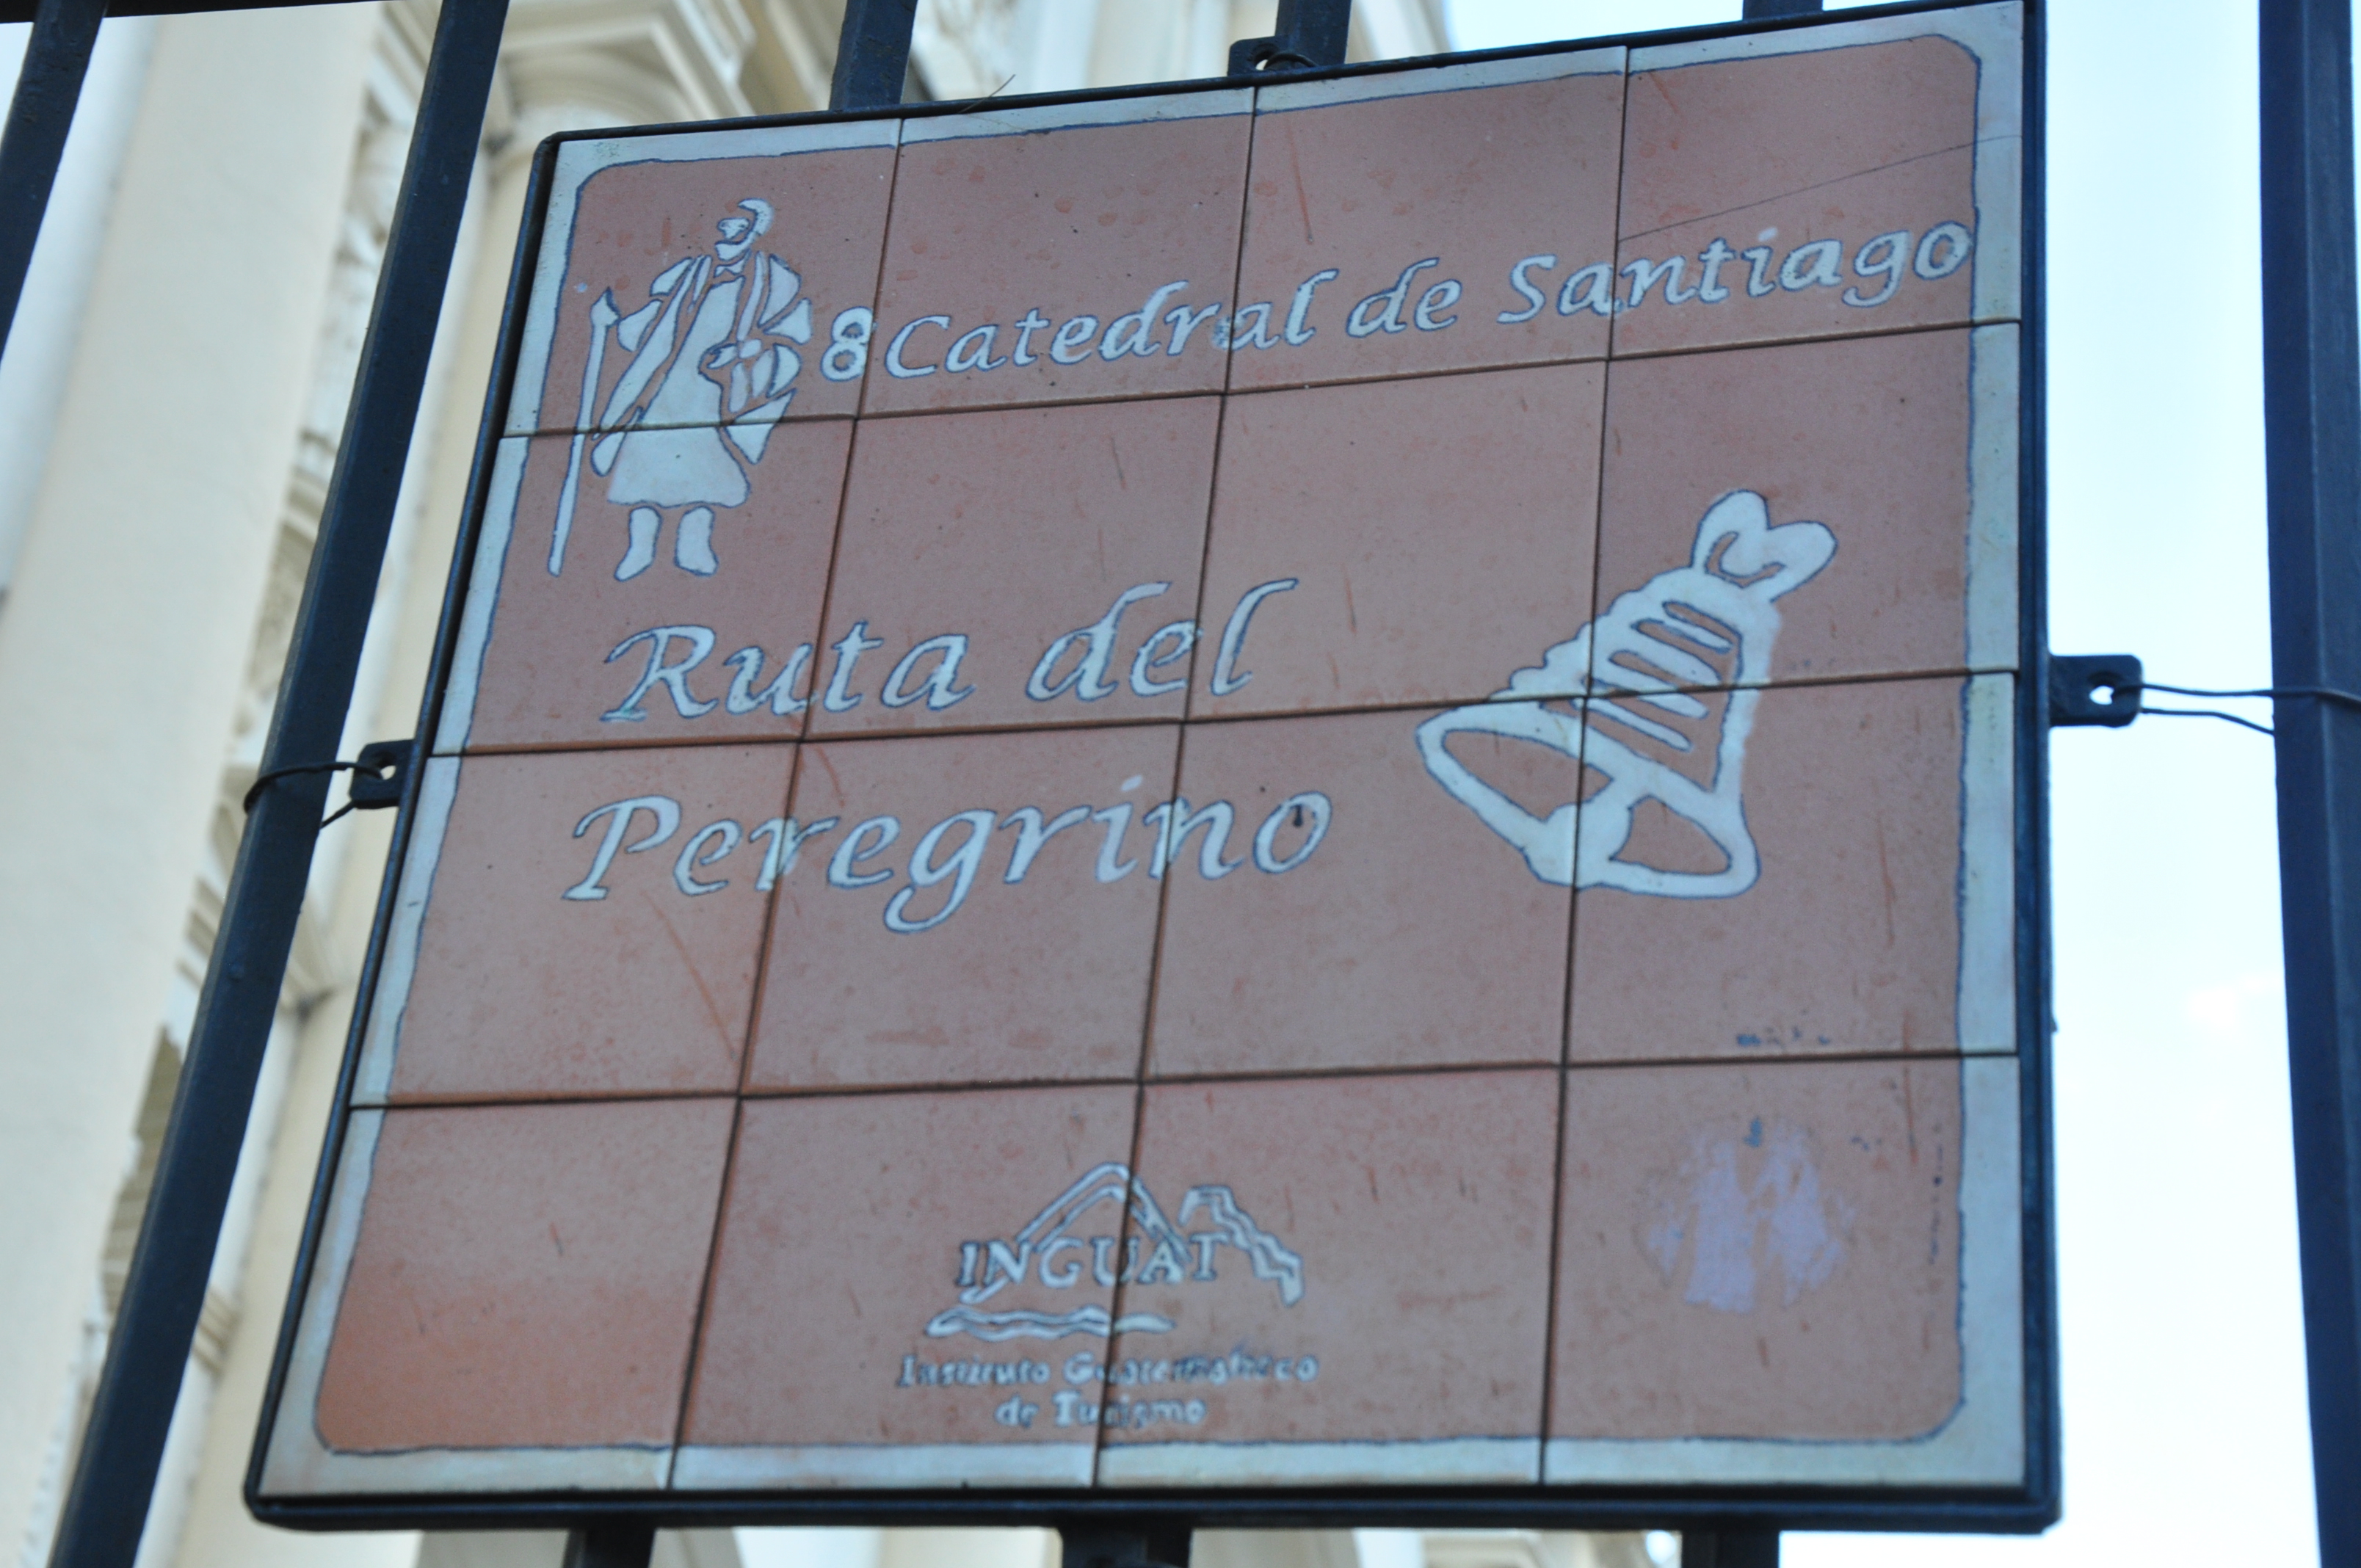 8 Catedral de Santiago
Ruta del
Peregrino
INGUAT
Instituto Guatemalteco
de Turismo